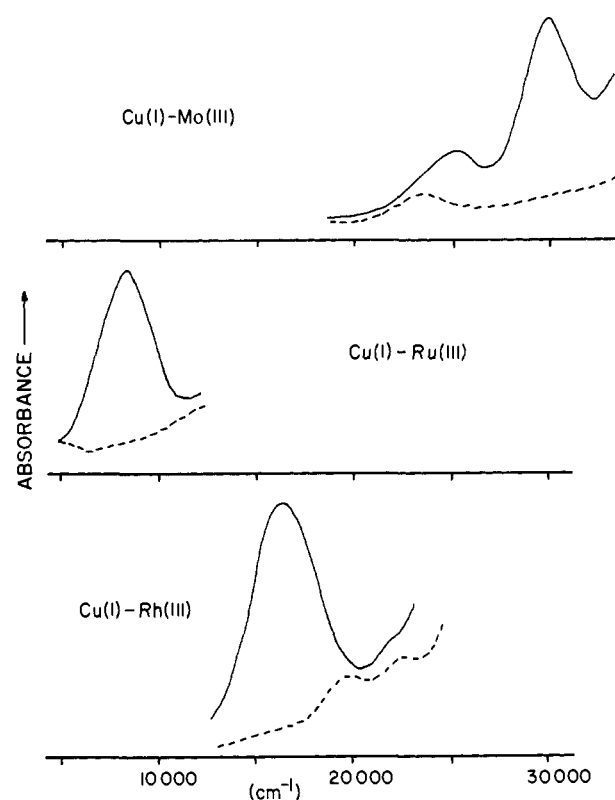 Cu(I)-Mo(III)
Cu(I)-Ru(III)
ABSORBANCE →
Cu(I)-Rh(III)
10000 20000 30000
(cm⁻¹)